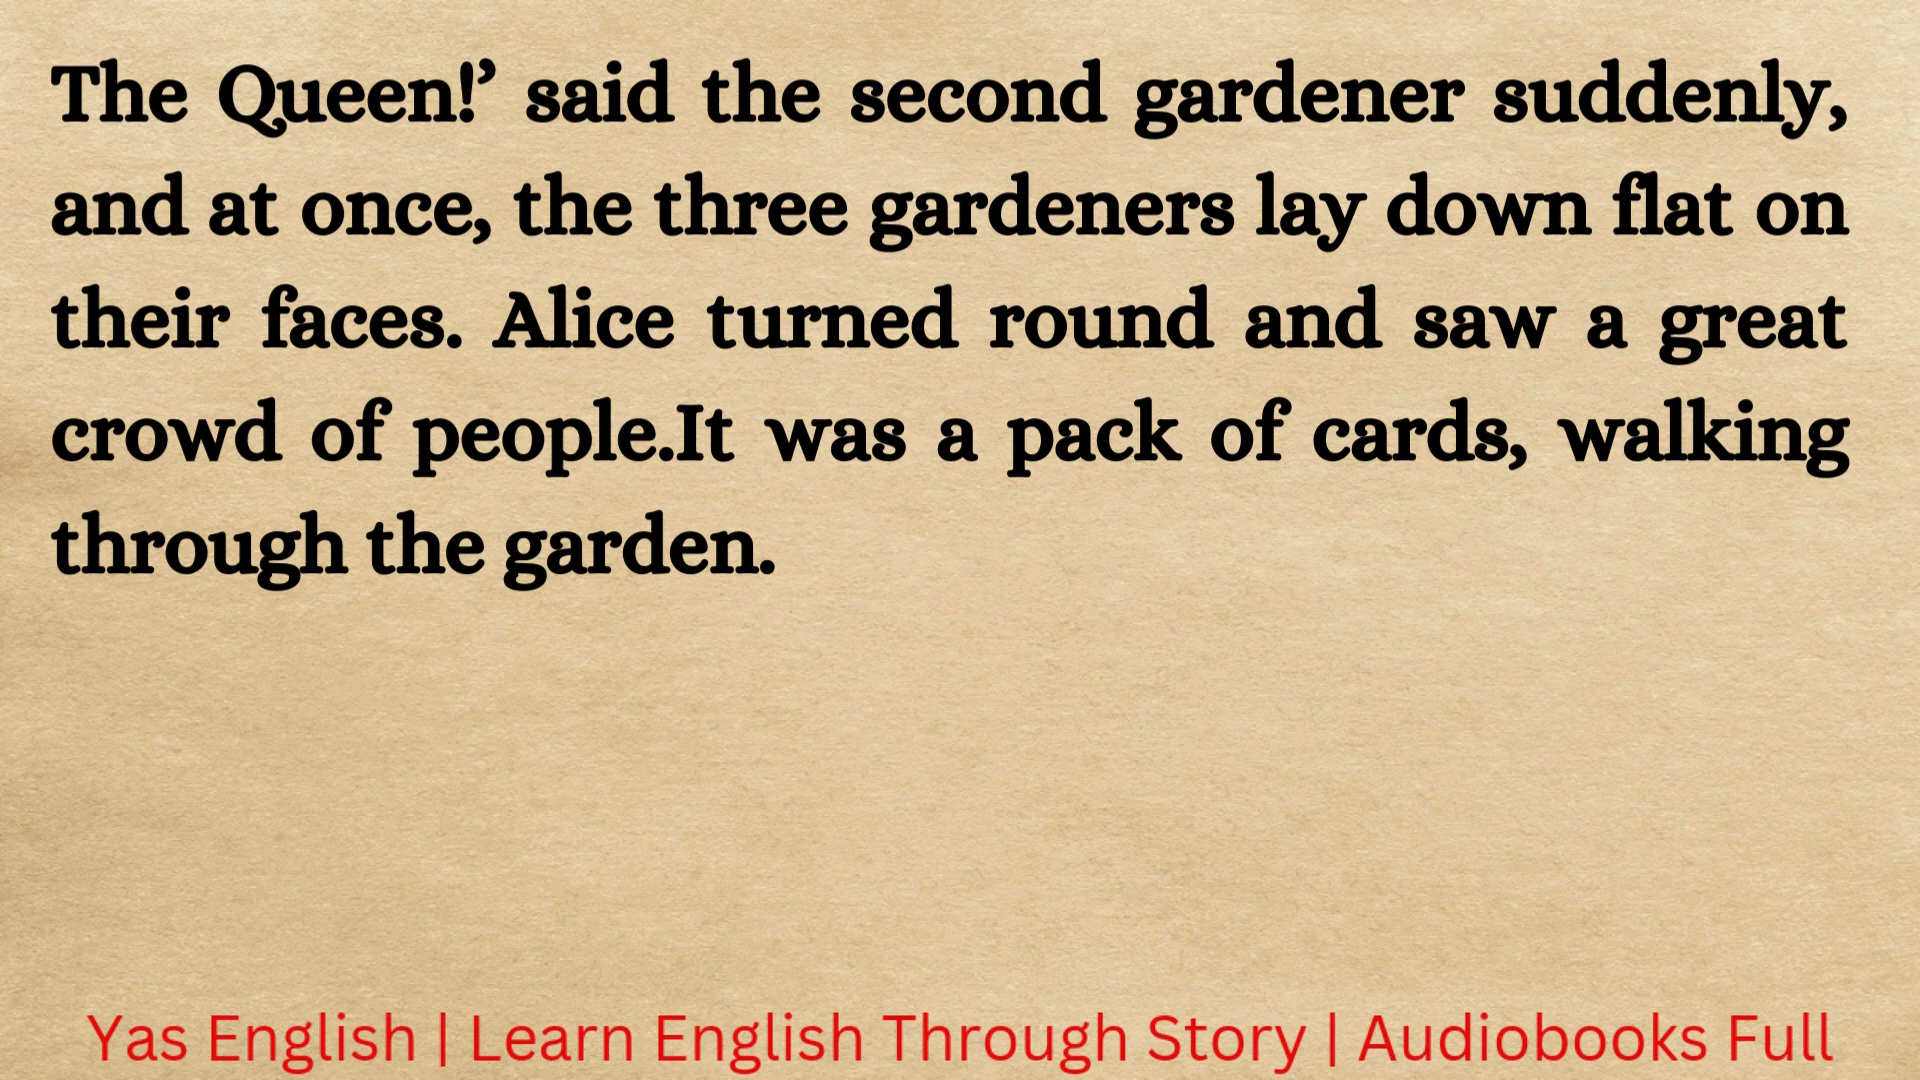 The Queen!’ said the second gardener suddenly,
and at once, the three gardeners lay down flat on
their faces. Alice turned round and saw a great
crowd of people.It was a pack of cards, walking
through the garden.
Yas English | Learn English Through Story | Audiobooks Full